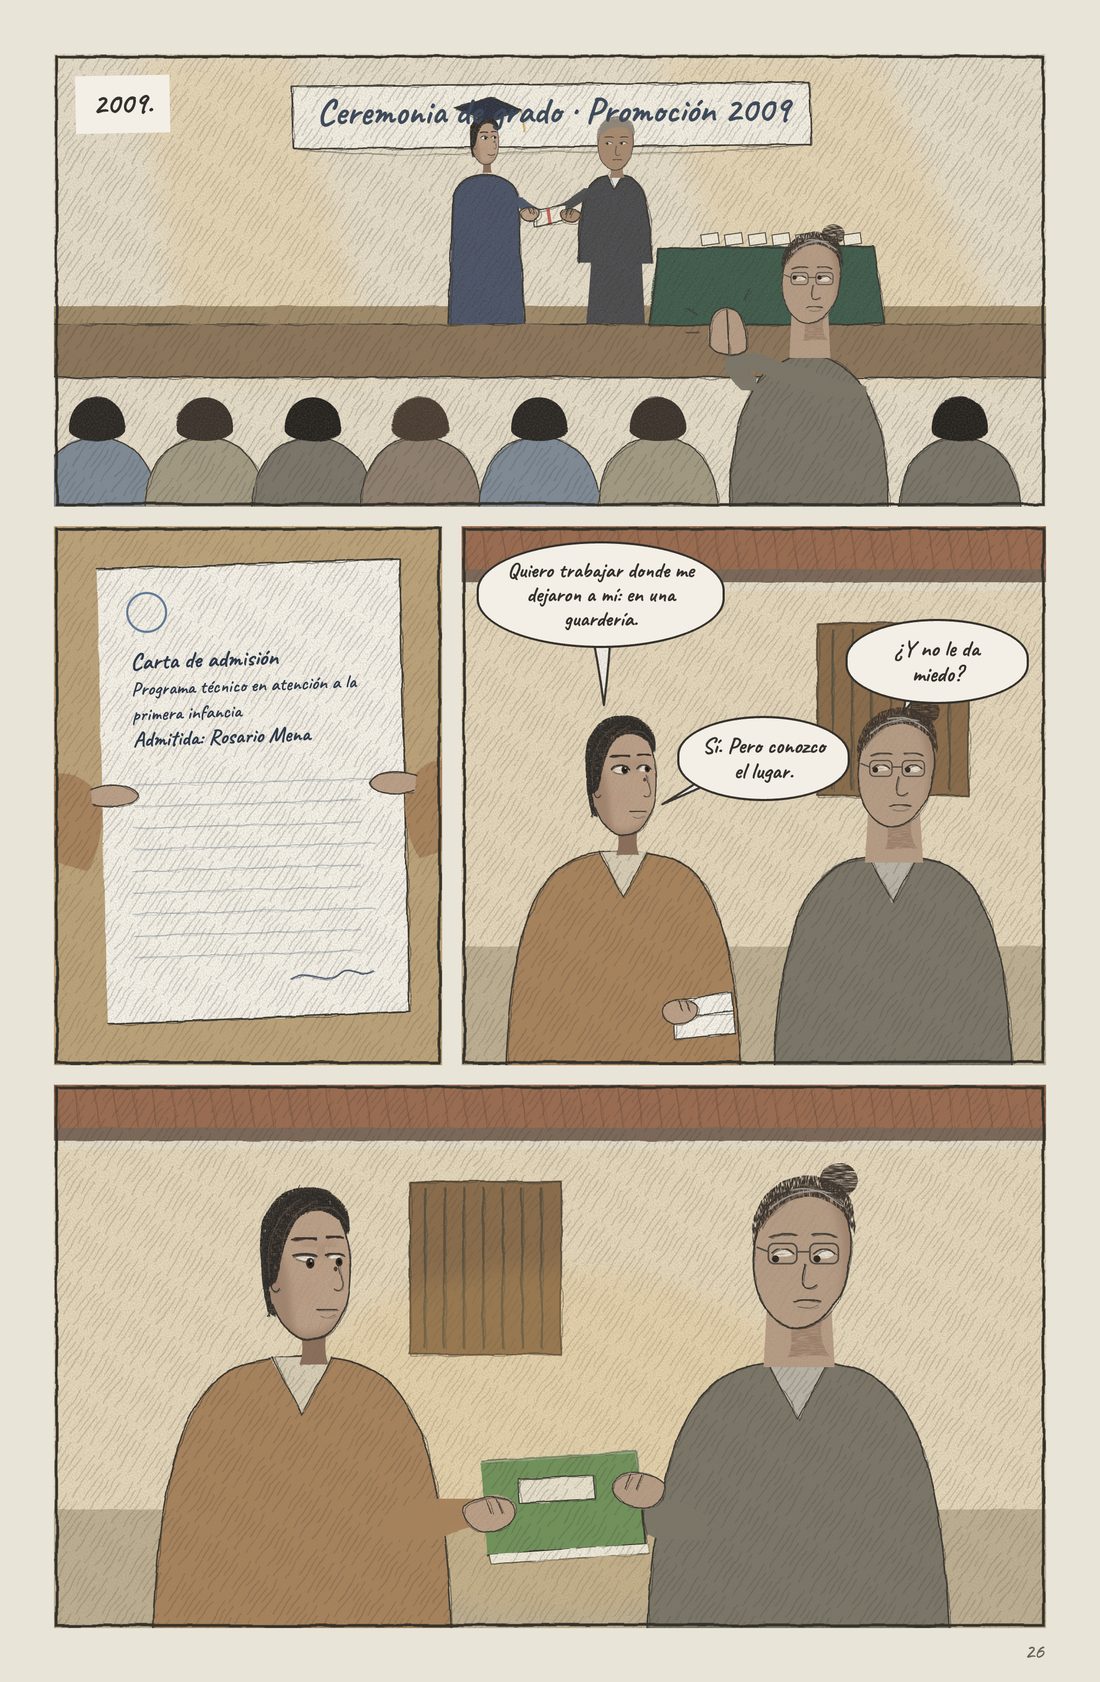 2009.
Ceremonia de grado · Promoción 2009
Carta de admisión
Programa técnico en atención a la
primera infancia
Admitida: Rosario Mena
Quiero trabajar donde me
dejaron a mí: en una
guardería.
¿Y no le da
miedo?
Sí. Pero conozco
el lugar.
26